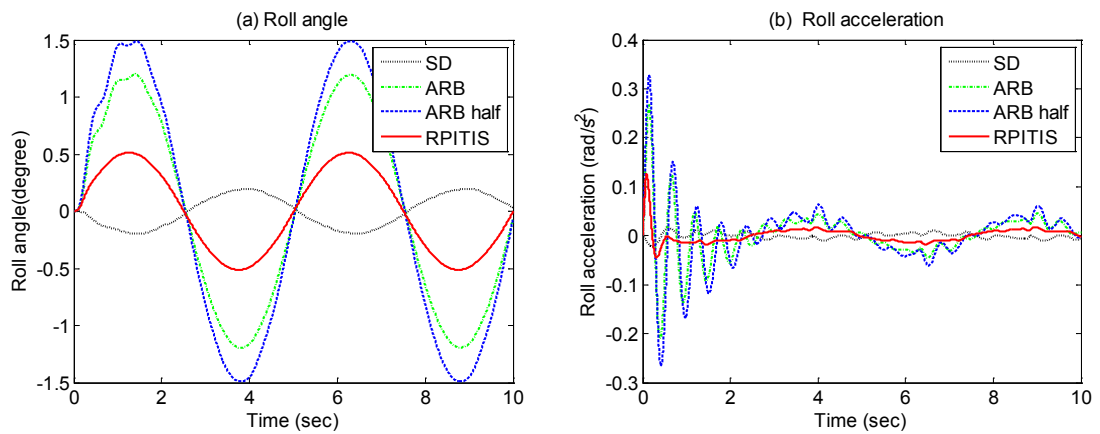 (a) Roll angle
1.5
1
0.5
0
-0.5
-1
-1.5
Roll angle(degree)
0 2 4 6 8 10
Time (sec)
SD
ARB
ARB half
RPITIS
(b) Roll acceleration
0.4
0.3
0.2
0.1
0
-0.1
-0.2
-0.3
Roll acceleration (rad/s²)
0 2 4 6 8 10
Time (sec)
SD
ARB
ARB half
RPITIS